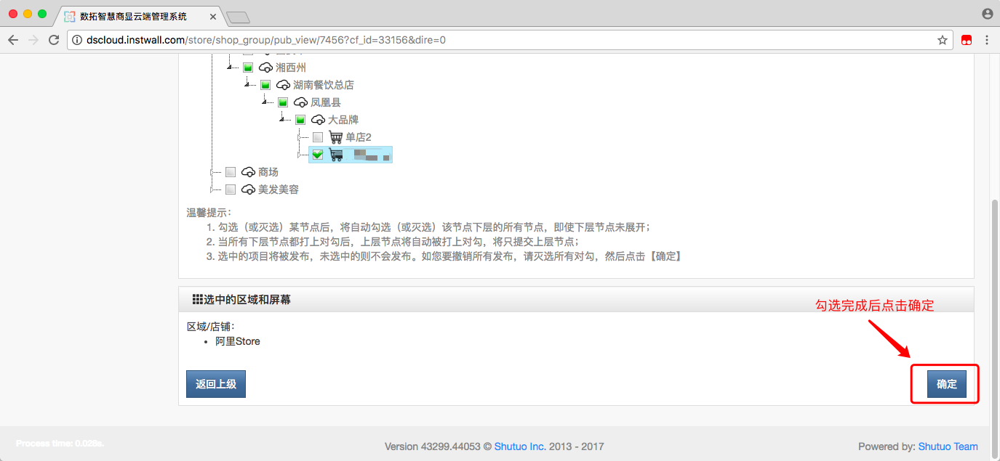 数拓智慧商显云端管理系统
dscloud.instwall.com/store/shop_group/pub_view/7456?cf_id=33156&dire=0
湘西州
湖南餐饮总店
凤凰县
大品牌
单店2
商场
美发美容
温馨提示：
1. 勾选（或灭选）某节点后，将自动勾选（或灭选）该节点下层的所有节点，即使下层节点未展开；
2. 当所有下层节点都打上对勾后，上层节点将自动被打上对勾，将只提交上层节点；
3. 选中的项目将被发布，未选中的则不会发布。如您要撤销所有发布，请灭选所有对勾，然后点击【确定】
选中的区域和屏幕
勾选完成后点击确定
区域/店铺：
• 阿里Store
返回上级
确定
Process time: 0.028s.
Version 43299.44053 © Shutuo Inc. 2013 - 2017
Powered by: Shutuo Team